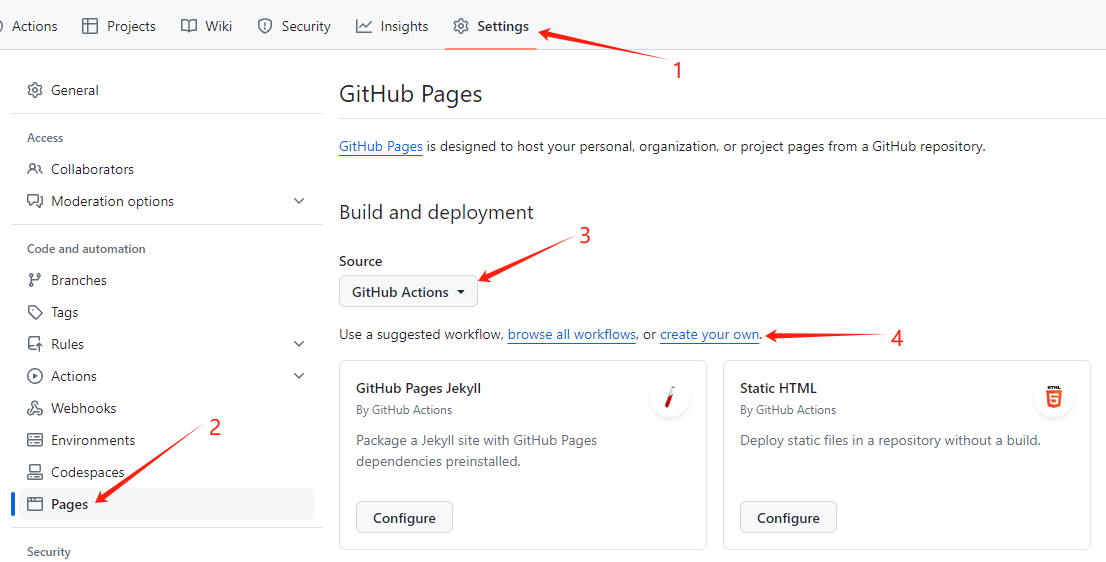 Actions Projects Wiki Security Insights Settings
1
General
Access
Collaborators
Moderation options
Code and automation
Branches
Tags
Rules
Actions
Webhooks
Environments
Codespaces
Pages
2
Security
GitHub Pages
GitHub Pages is designed to host your personal, organization, or project pages from a GitHub repository.
Build and deployment
3
Source
GitHub Actions
Use a suggested workflow, browse all workflows, or create your own.
4
GitHub Pages Jekyll
By GitHub Actions
Package a Jekyll site with GitHub Pages
dependencies preinstalled.
Configure
Static HTML
HTML
5
By GitHub Actions
Deploy static files in a repository without a build.
Configure